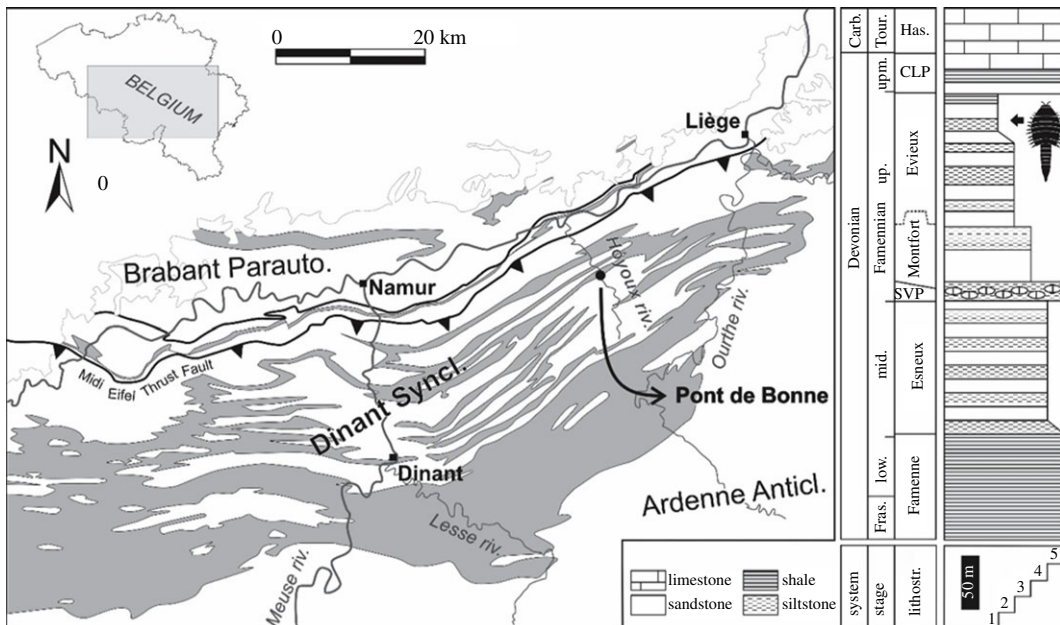 0 20 km
BELGIUM
N
0
Liège
Brabant Parauto.
Namur
Hoyoux riv.
Ourthe riv.
Midi Eifel Thrust Fault
Dinant Syncl.
Pont de Bonne
Dinant
Ardenne Anticl.
Lesse riv.
Meuse riv.
limestone
shale
sandstone
siltstone
Carb.
Tour.
Has.
upm.
CLP
Evieux
up.
Devonian
Famennian
Montfort
SVP
mid.
Esneux
low.
Famenne
Fras.
system
stage
lithostr.
50 m
1 2 3 4 5